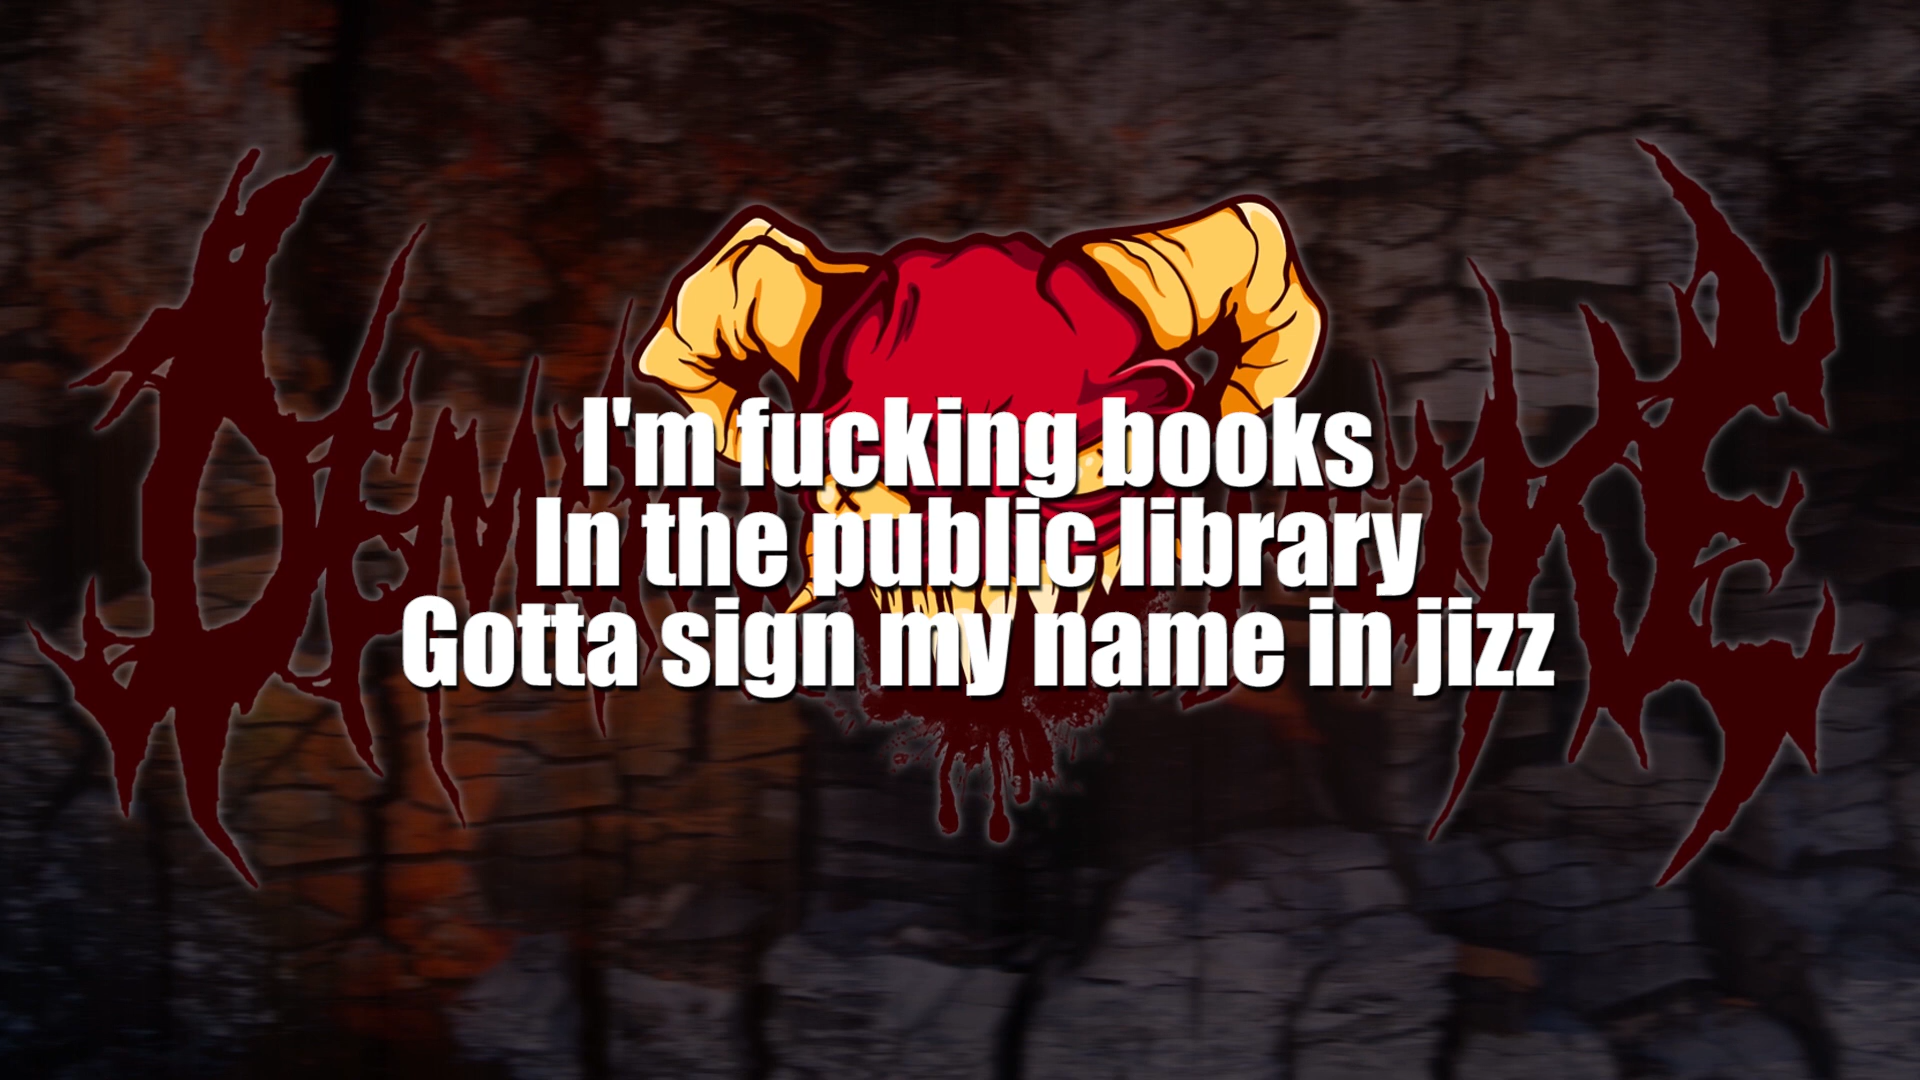 I'm fucking books
In the public library
Gotta sign my name in jizz